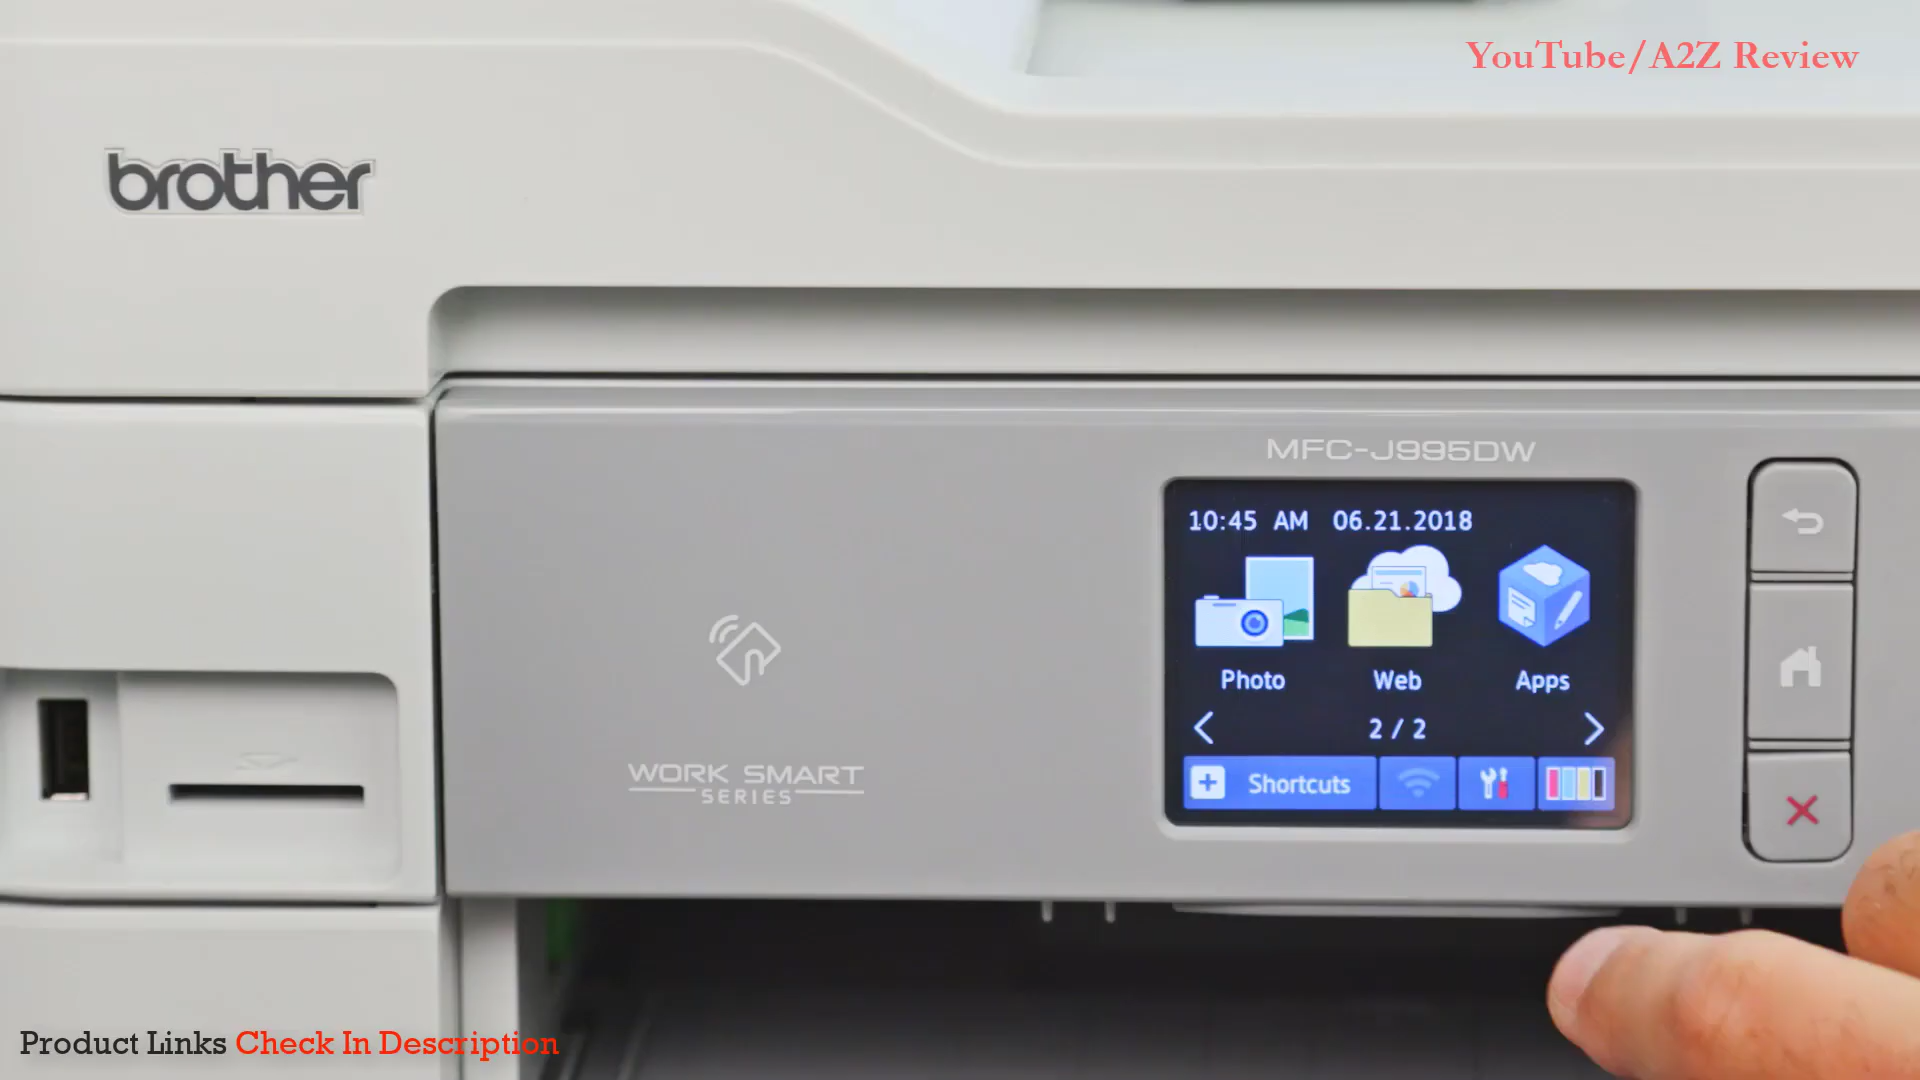 YouTube/A2Z Review
brother
MFC-J995DW
10:45 AM 06.21.2018
Photo Web Apps
2 / 2
Shortcuts
WORK SMART
SERIES
Product Links Check In Description